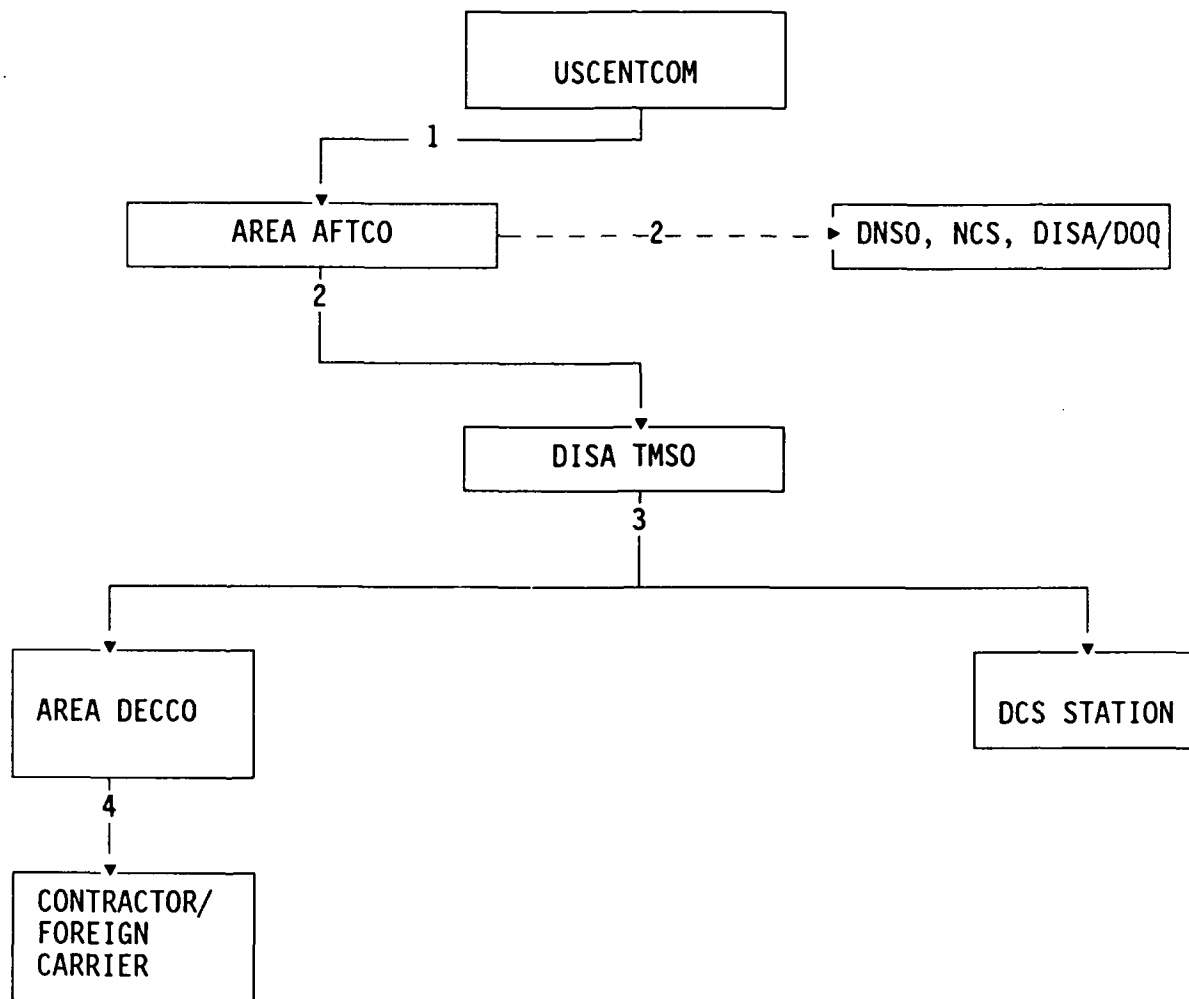 USCENTCOM
1
AREA AFTCO
2
DNSO, NCS, DISA/DOQ
2
DISA TMSO
3
AREA DECCO
DCS STATION
4
CONTRACTOR/
FOREIGN
CARRIER